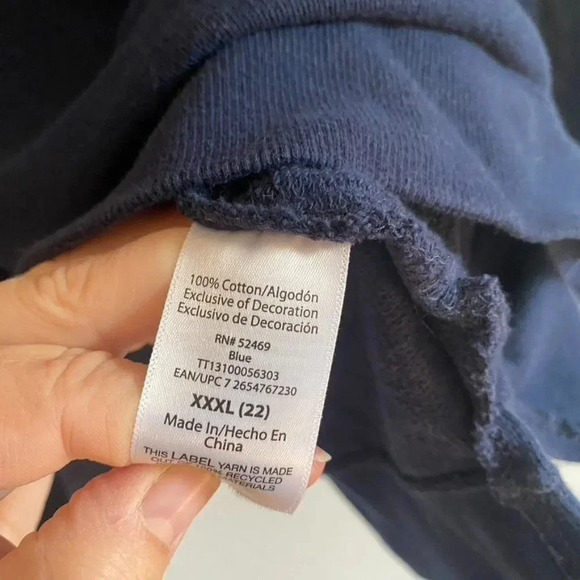 100% Cotton/Algodón
Exclusive of Decoration
Exclusivo de Decoración
RN# 52469
Blue
TT13100056303
EAN/UPC 7 2654767230
XXXL (22)
Made In/Hecho En
China
THIS LABEL YARN IS MADE
RECYCLED
MATERIALS